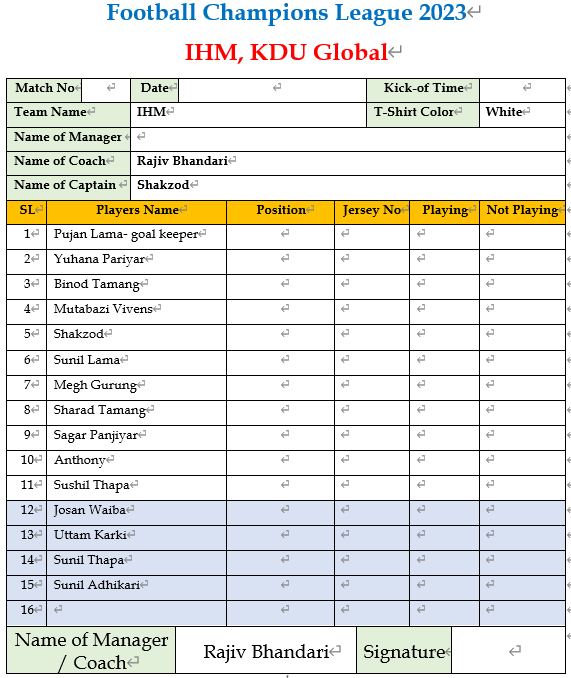 Football Champions League 2023
IHM, KDU Global
Match No Date Kick-of Time
Team Name IHM T-Shirt Color White
Name of Manager
Name of Coach Rajiv Bhandari
Name of Captain Shakzod
SL Players Name Position Jersey No Playing Not Playing
1 Pujan Lama- goal keeper
2 Yuhana Pariyar
3 Binod Tamang
4 Mutabazi Vivens
5 Shakzod
6 Sunil Lama
7 Megh Gurung
8 Sharad Tamang
9 Sagar Panjiyar
10 Anthony
11 Sushil Thapa
12 Josan Waiba
13 Uttam Karki
14 Sunil Thapa
15 Sunil Adhikari
16
Name of Manager
/ Coach Rajiv Bhandari Signature